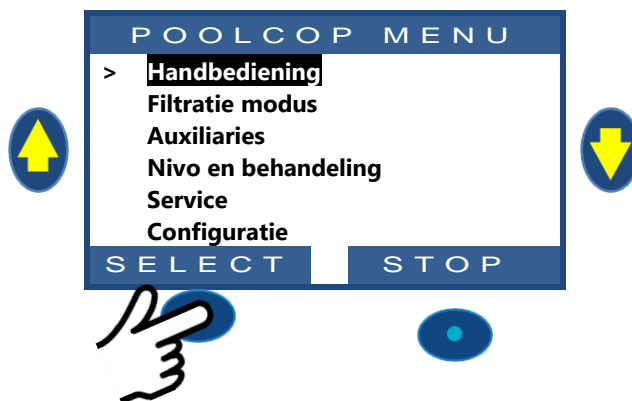 POOLCOP MENU
> Handbediening
Filtratie modus
Auxiliaries
Nivo en behandeling
Service
Configuratie
SELECT STOP